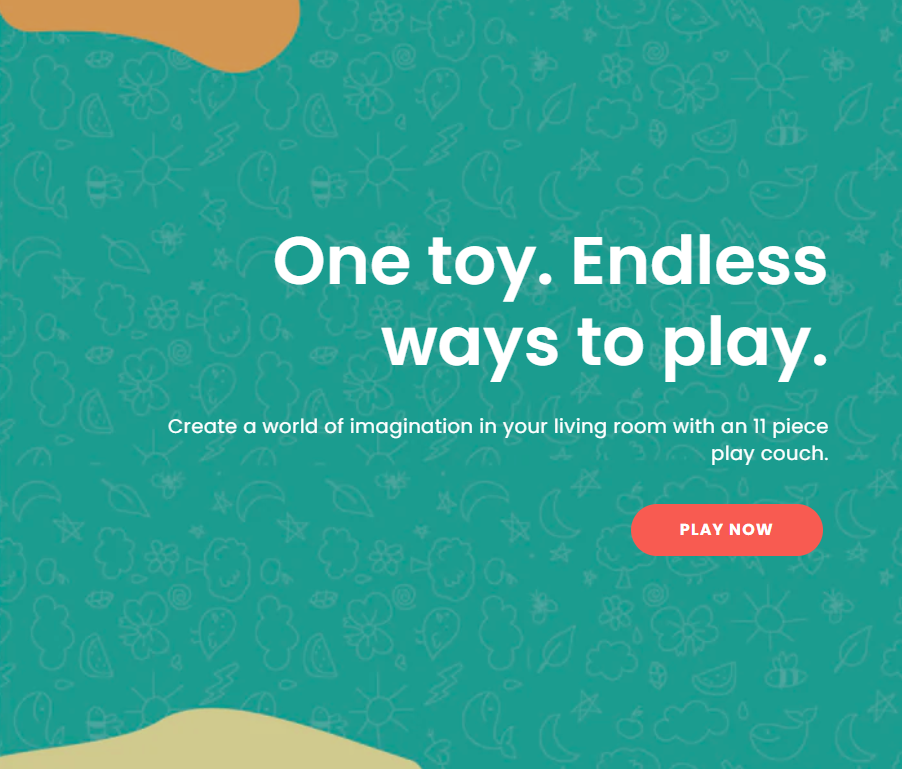 One toy. Endless
ways to play.
Create a world of imagination in your living room with an 11 piece
play couch.
PLAY NOW